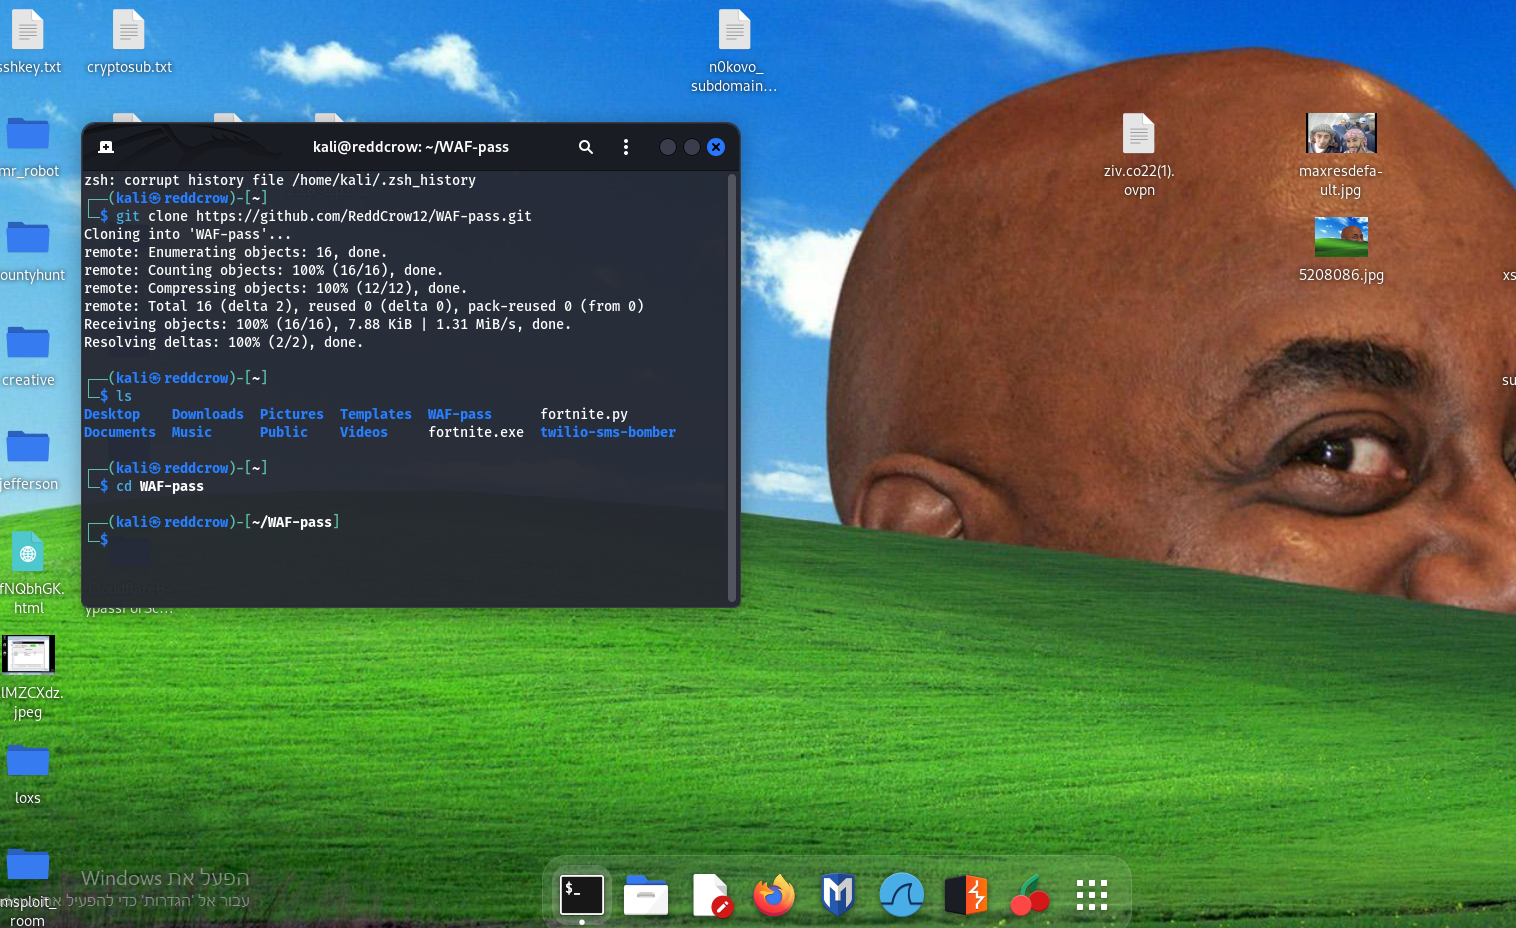 sshkey.txt
cryptosub.txt
n0kovo_
subdomain...
mr_robot
ountyhunt
creative
jefferson
fNQbhGK.
html
lMZCXdz.
jpeg
loxs
room
ziv.co22(1).
ovpn
maxresdefa-
ult.jpg
5208086.jpg
xs
su
kali@reddcrow: ~/WAF-pass
zsh: corrupt history file /home/kali/.zsh_history
(kali㉿reddcrow)-[~]
$ git clone https://github.com/ReddCrow12/WAF-pass.git
Cloning into 'WAF-pass'...
remote: Enumerating objects: 16, done.
remote: Counting objects: 100% (16/16), done.
remote: Compressing objects: 100% (12/12), done.
remote: Total 16 (delta 2), reused 0 (delta 0), pack-reused 0 (from 0)
Receiving objects: 100% (16/16), 7.88 KiB | 1.31 MiB/s, done.
Resolving deltas: 100% (2/2), done.
(kali㉿reddcrow)-[~]
$ ls
Desktop Downloads Pictures Templates WAF-pass fortnite.py
Documents Music Public Videos fortnite.exe twilio-sms-bomber
(kali㉿reddcrow)-[~]
$ cd WAF-pass
(kali㉿reddcrow)-[~/WAF-pass]
$
הפעל את Windows
עבור אל 'הגדרות' כדי להפעיל את
$_